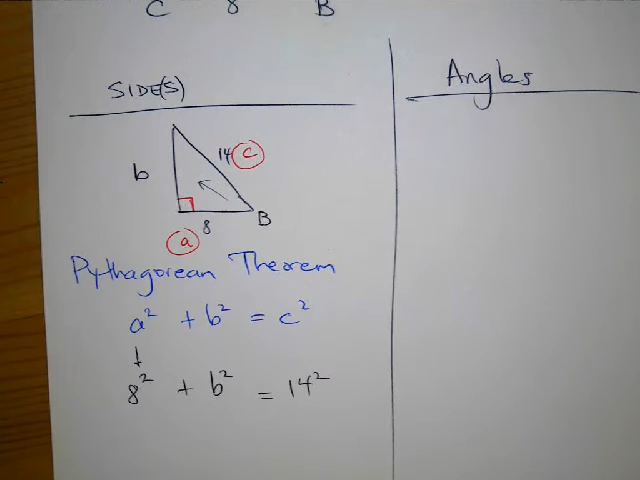 C 8 B
SIDE(S)
Angles
14 c
b
8 B
a
Pythagorean Theorem
a² + b² = c²
↓
8² + b² = 14²